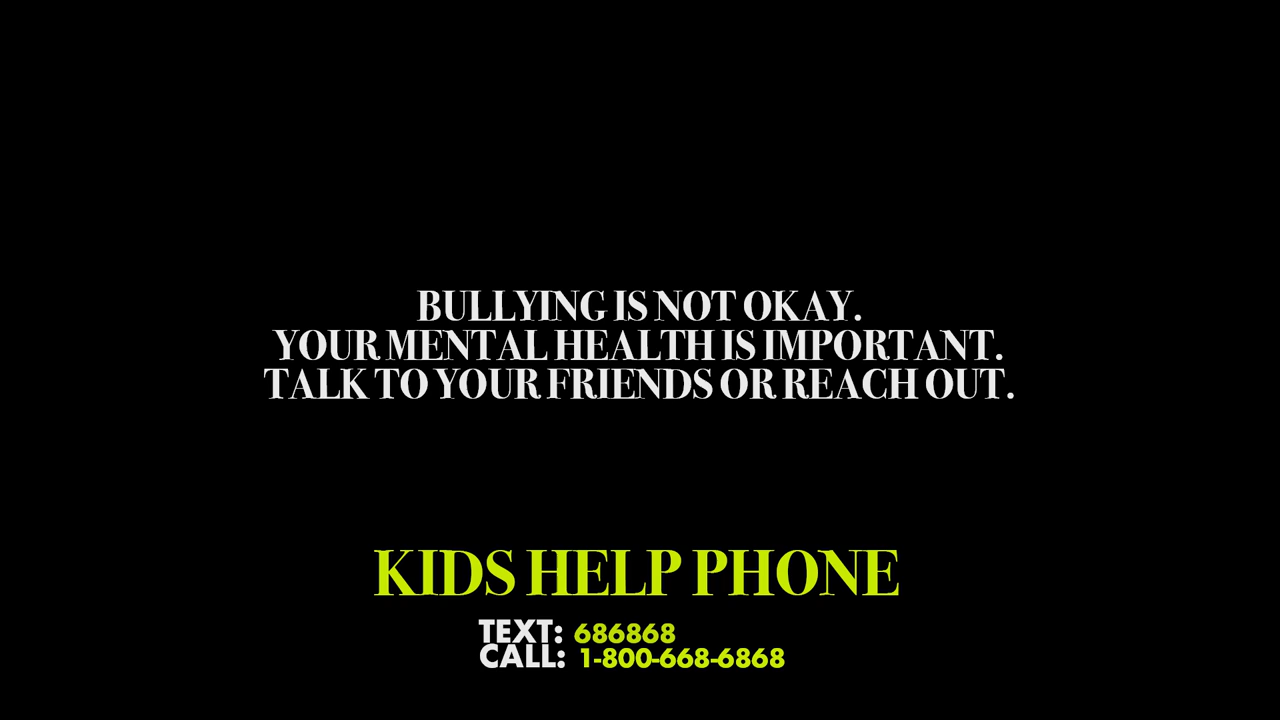 BULLYING IS NOT OKAY.
YOUR MENTAL HEALTH IS IMPORTANT.
TALK TO YOUR FRIENDS OR REACH OUT.
KIDS HELP PHONE
TEXT: 686868
CALL: 1-800-668-6868